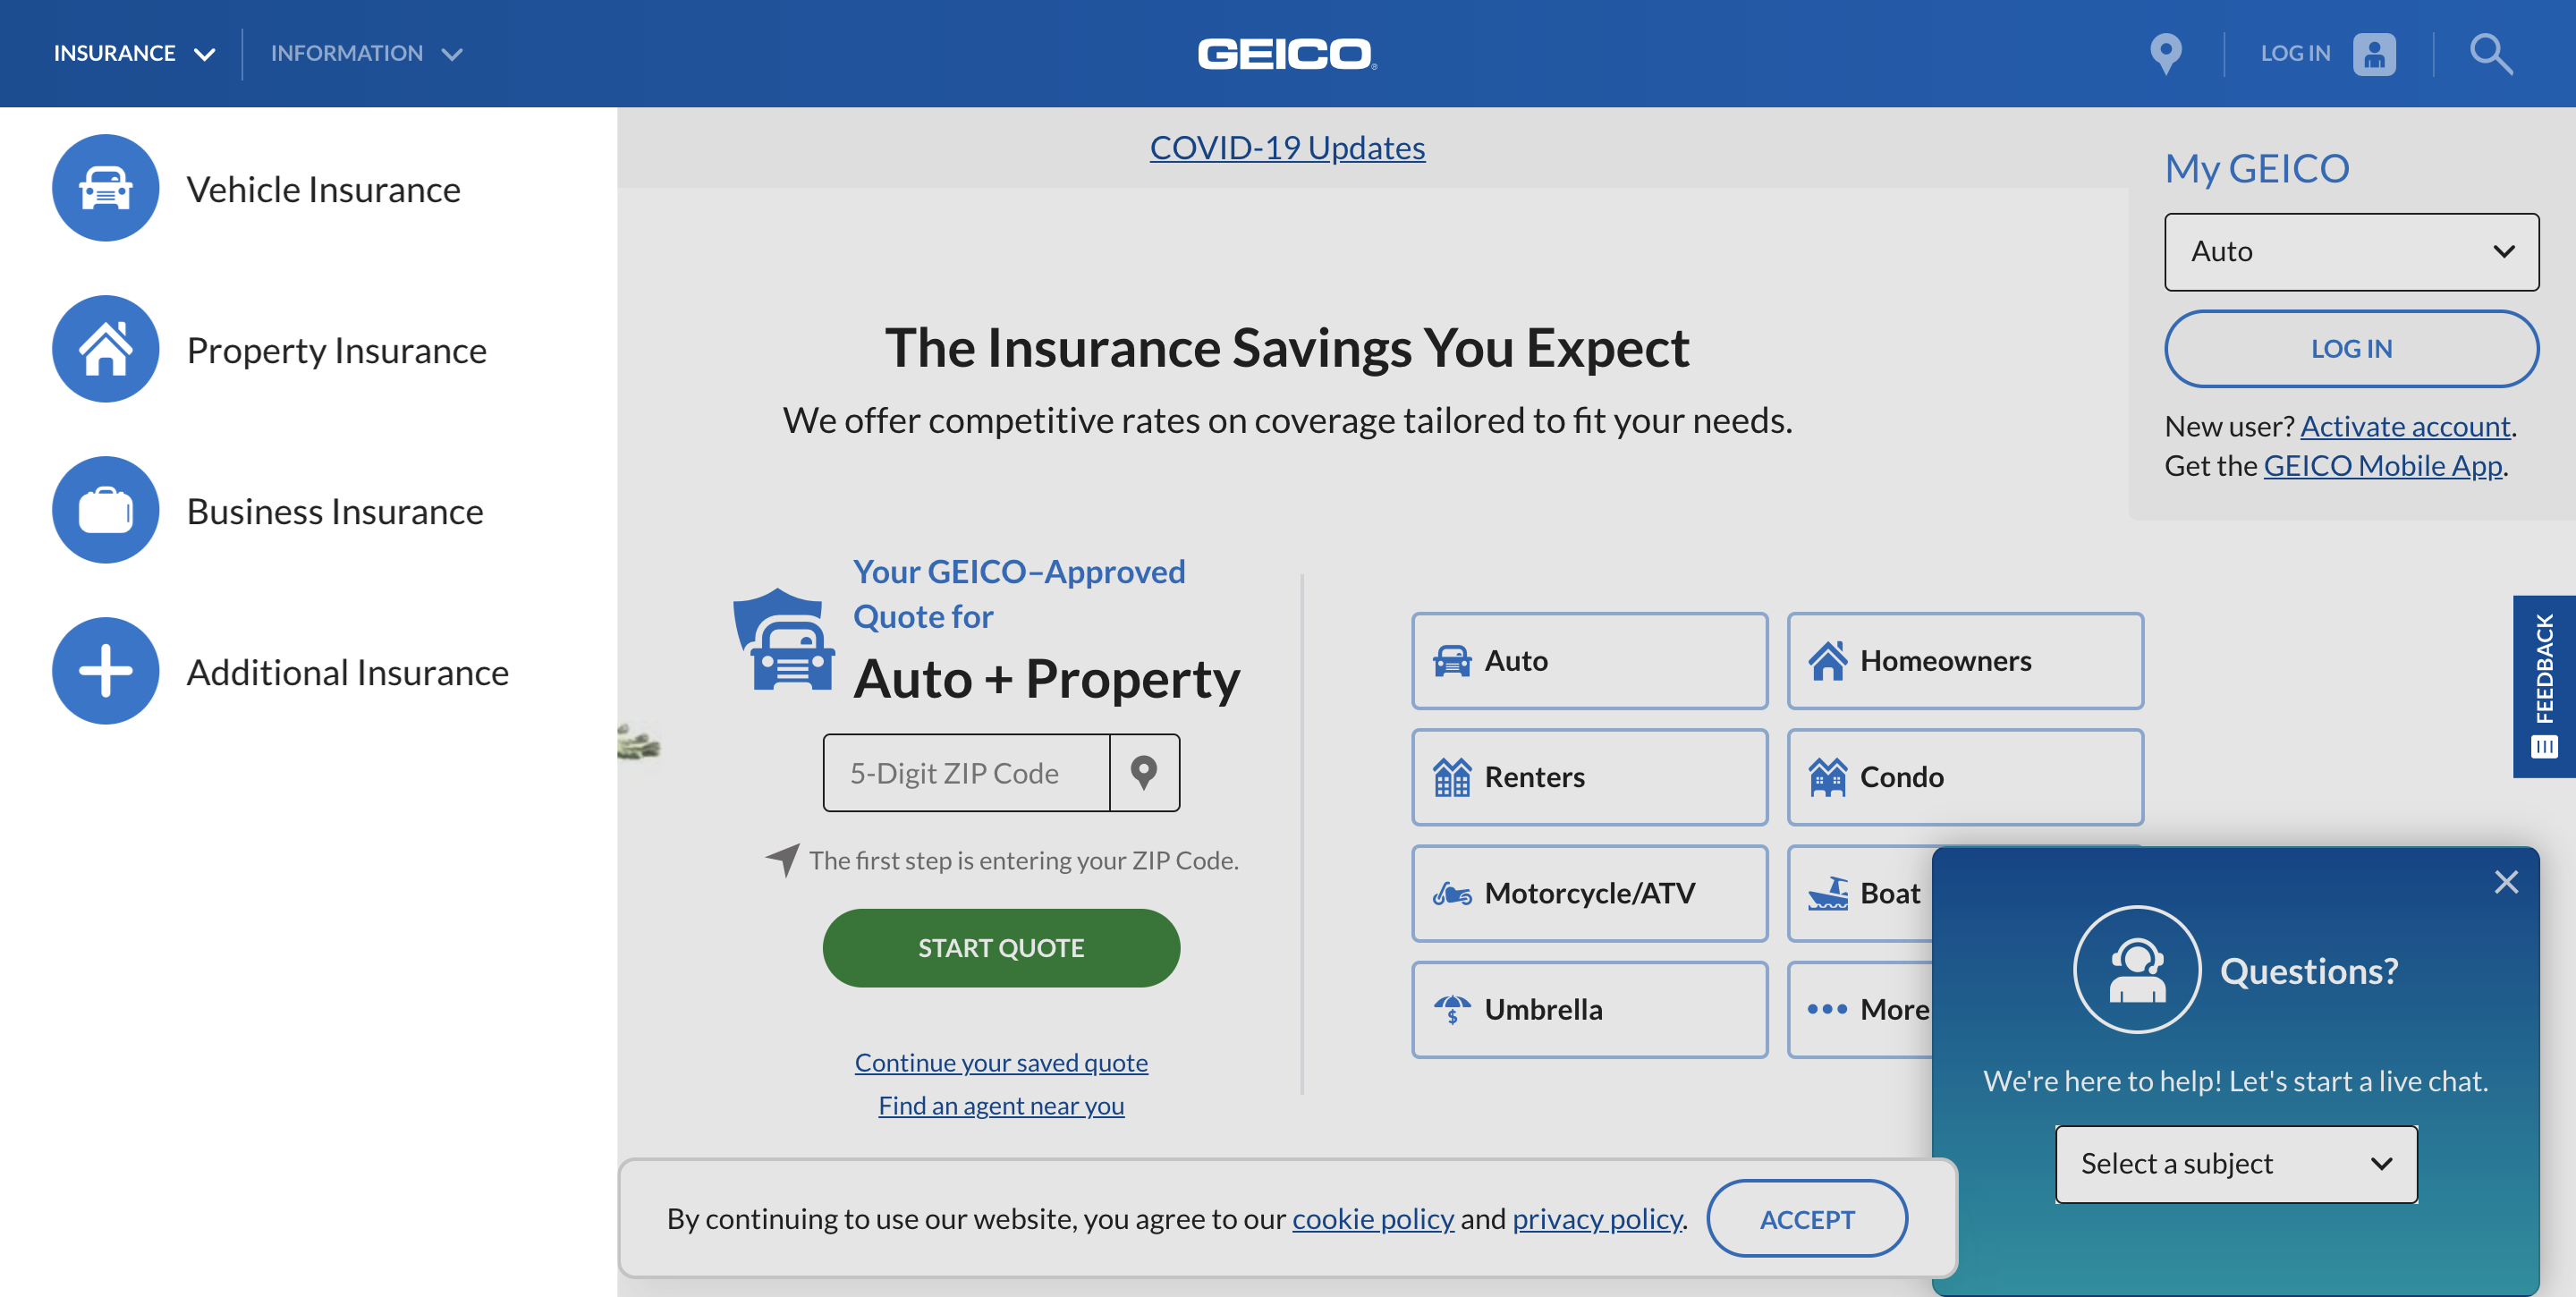 INSURANCE
INFORMATION
GEICO
LOG IN
Vehicle Insurance
Property Insurance
Business Insurance
Additional Insurance
COVID-19 Updates
My GEICO
Auto
LOG IN
New user? Activate account.
Get the GEICO Mobile App.
The Insurance Savings You Expect
We offer competitive rates on coverage tailored to fit your needs.
Your GEICO–Approved
Quote for
Auto + Property
5-Digit ZIP Code
The first step is entering your ZIP Code.
START QUOTE
Continue your saved quote
Find an agent near you
Auto
Homeowners
Renters
Condo
Motorcycle/ATV
Boat
Umbrella
More
FEEDBACK
Questions?
We're here to help! Let's start a live chat.
Select a subject
By continuing to use our website, you agree to our cookie policy and privacy policy.
ACCEPT